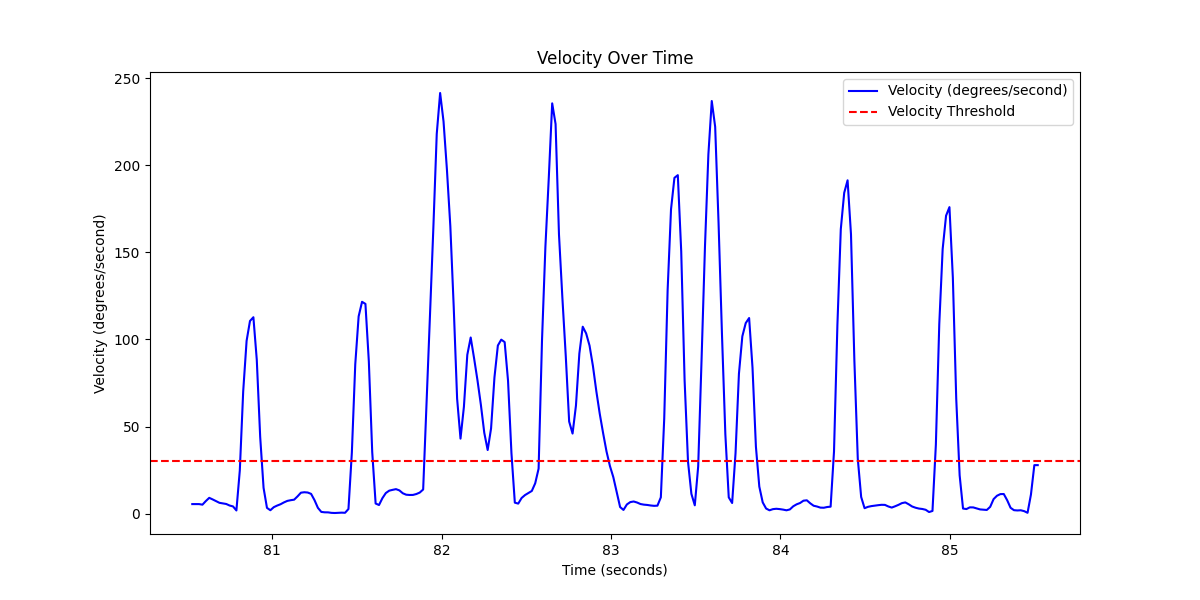 Velocity Over Time
Velocity (degrees/second)
Velocity Threshold
250
200
150
100
50
0
Velocity (degrees/second)
81 82 83 84 85
Time (seconds)